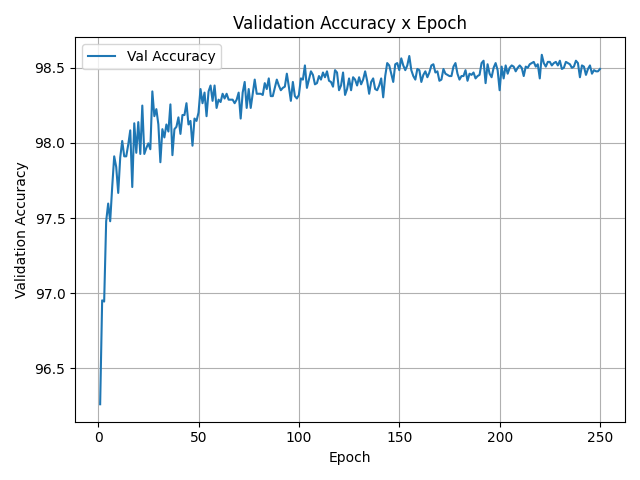 Validation Accuracy x Epoch
Val Accuracy
98.5
98.0
97.5
97.0
96.5
Validation Accuracy
0 50 100 150 200 250
Epoch